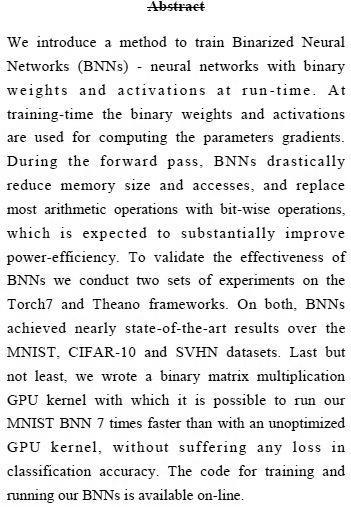 Abstract
We introduce a method to train Binarized Neural
Networks (BNNs) - neural networks with binary
weights and activations at run-time. At
training-time the binary weights and activations
are used for computing the parameters gradients.
During the forward pass, BNNs drastically
reduce memory size and accesses, and replace
most arithmetic operations with bit-wise operations,
which is expected to substantially improve
power-efficiency. To validate the effectiveness of
BNNs we conduct two sets of experiments on the
Torch7 and Theano frameworks. On both, BNNs
achieved nearly state-of-the-art results over the
MNIST, CIFAR-10 and SVHN datasets. Last but
not least, we wrote a binary matrix multiplication
GPU kernel with which it is possible to run our
MNIST BNN 7 times faster than with an unoptimized
GPU kernel, without suffering any loss in
classification accuracy. The code for training and
running our BNNs is available on-line.